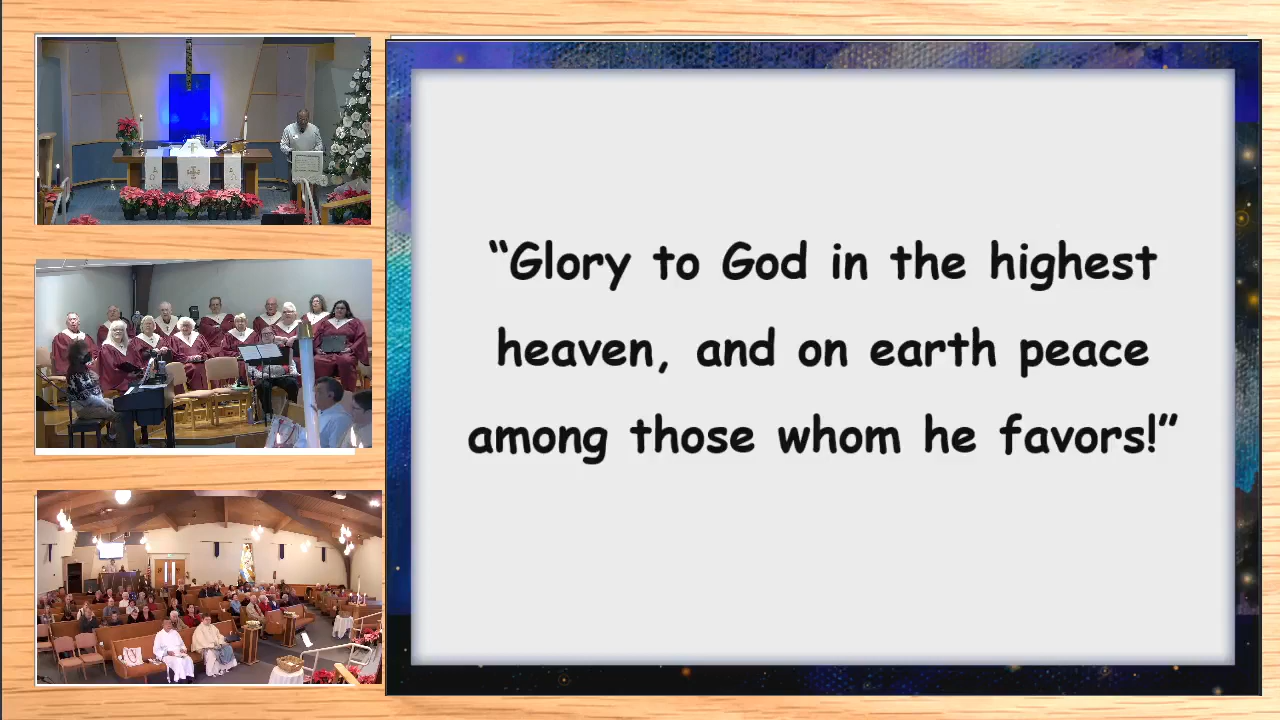 “Glory to God in the highest
heaven, and on earth peace
among those whom he favors!”